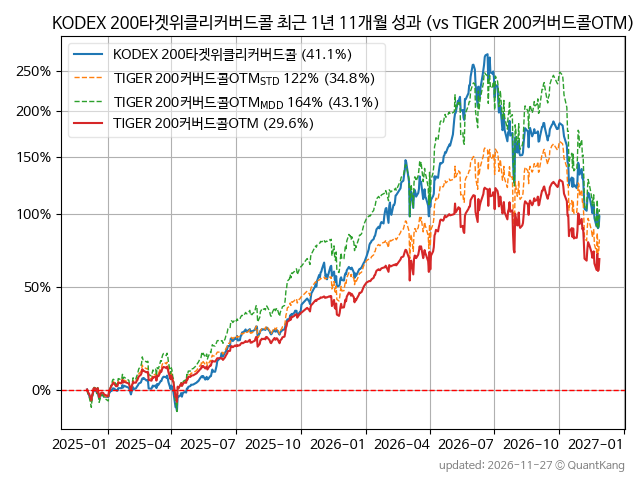 KODEX 200타겟위클리커버드콜 최근 1년 11개월 성과 (vs TIGER 200커버드콜OTM)
KODEX 200타겟위클리커버드콜 (41.1%)
TIGER 200커버드콜OTM_STD 122% (34.8%)
TIGER 200커버드콜OTM_MDD 164% (43.1%)
TIGER 200커버드콜OTM (29.6%)
250%
200%
150%
100%
50%
0%
2025-01 2025-04 2025-07 2025-10 2026-01 2026-04 2026-07 2026-10 2027-01
updated: 2026-11-27 © QuantKang